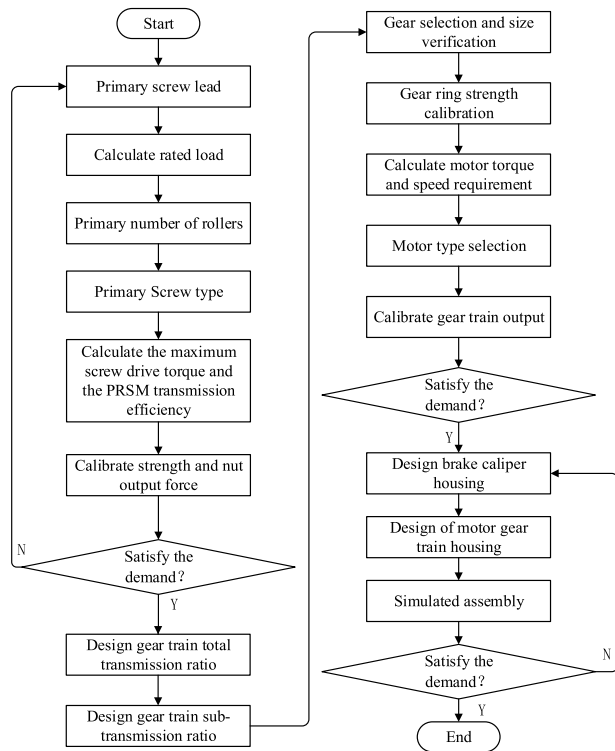 Start
Primary screw lead
Calculate rated load
Primary number of rollers
Primary Screw type
Calculate the maximum
screw drive torque and
the PRSM transmission
efficiency
Calibrate strength and nut
output force
N
Satisfy the
demand？
Y
Design gear train total
transmission ratio
Design gear train sub-
transmission ratio
Gear selection and size
verification
Gear ring strength
calibration
Calculate motor torque
and speed requirement
Motor type selection
Calibrate gear train output
Satisfy the
demand？
Y
Design brake caliper
housing
Design of motor gear
train housing
Simulated assembly
N
Satisfy the
demand？
Y
End